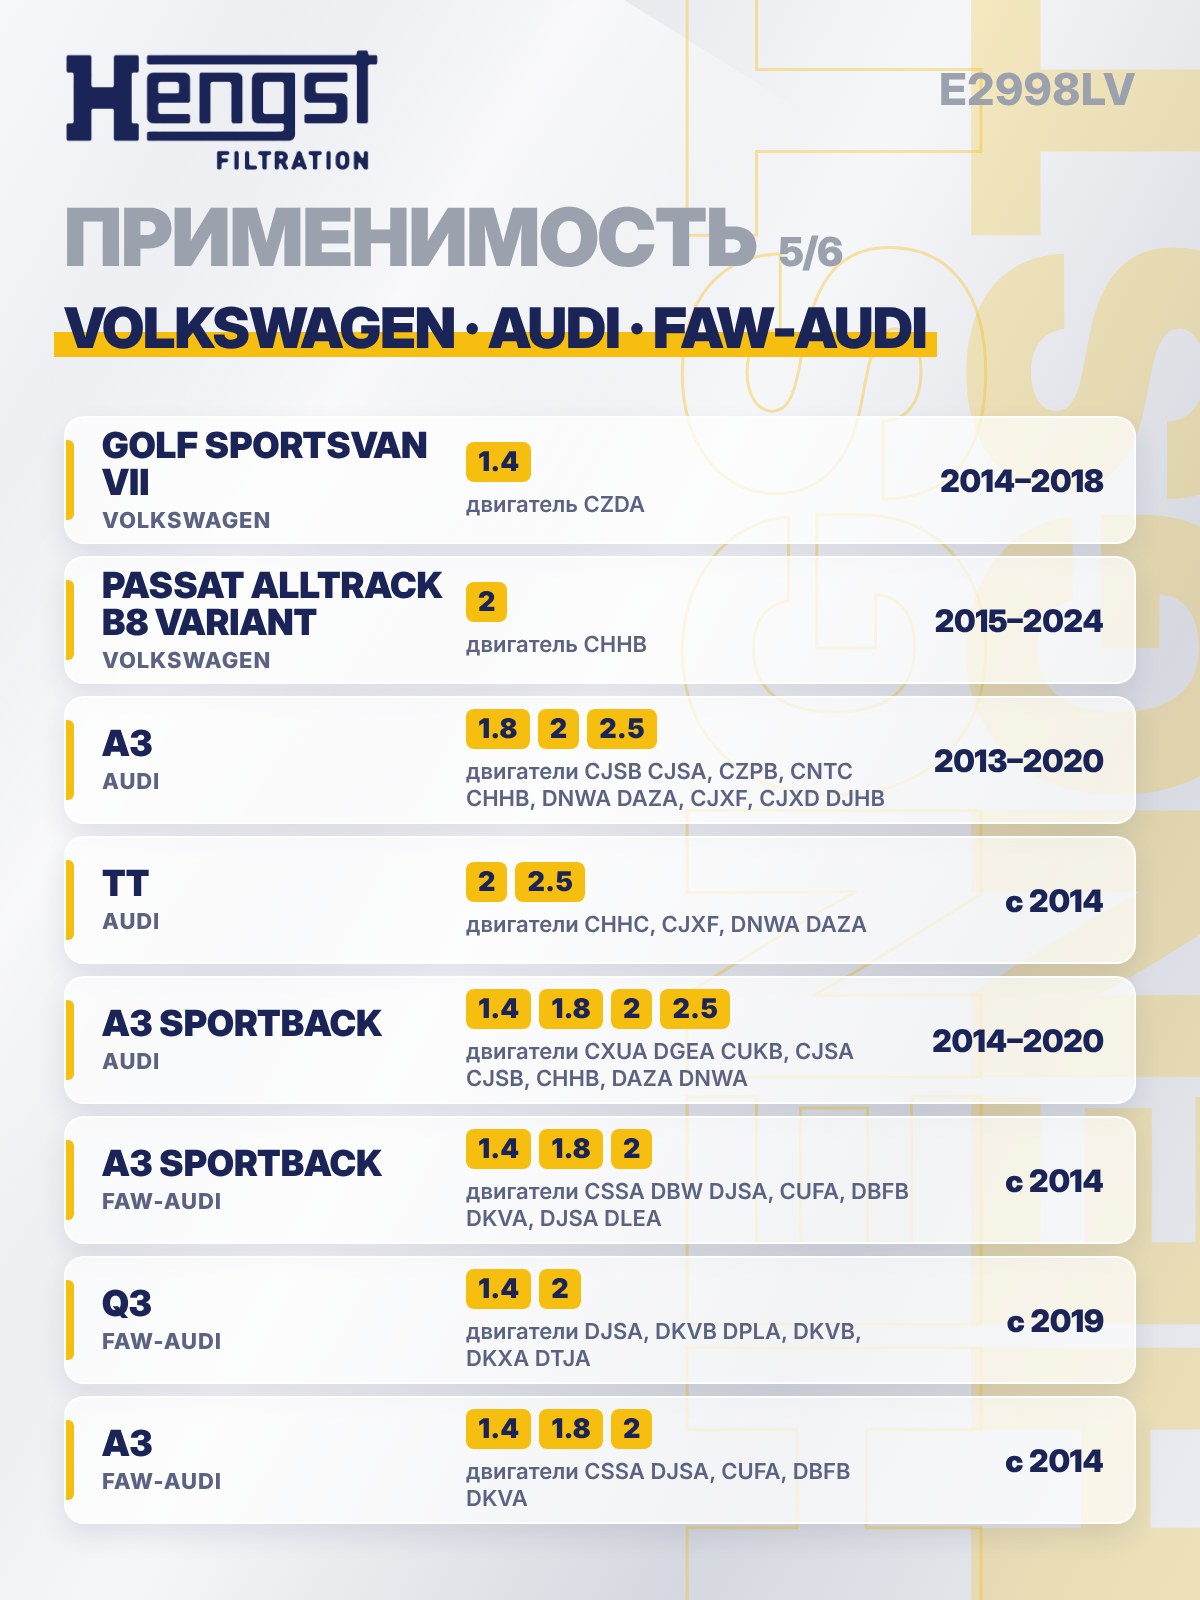 Hengst
FILTRATION
E2998LV
ПРИМЕНИМОСТЬ 5/6
VOLKSWAGEN · AUDI · FAW-AUDI
GOLF SPORTSVAN
VII
VOLKSWAGEN
1.4
двигатель CZDA
2014–2018
PASSAT ALLTRACK
B8 VARIANT
VOLKSWAGEN
2
двигатель CHHB
2015–2024
A3
AUDI
1.8 2 2.5
двигатели CJSB CJSA, CZPB, CNTC
CHHB, DNWA DAZA, CJXF, CJXD DJHB
2013–2020
TT
AUDI
2 2.5
двигатели CHHC, CJXF, DNWA DAZA
с 2014
A3 SPORTBACK
AUDI
1.4 1.8 2 2.5
двигатели CXUA DGEA CUKB, CJSA
CJSB, CHHB, DAZA DNWA
2014–2020
A3 SPORTBACK
FAW-AUDI
1.4 1.8 2
двигатели CSSA DBW DJSA, CUFA, DBFB
DKVA, DJSA DLEA
с 2014
Q3
FAW-AUDI
1.4 2
двигатели DJSA, DKVB DPLA, DKVB,
DKXA DTJA
с 2019
A3
FAW-AUDI
1.4 1.8 2
двигатели CSSA DJSA, CUFA, DBFB
DKVA
с 2014
HENGST
HENGST